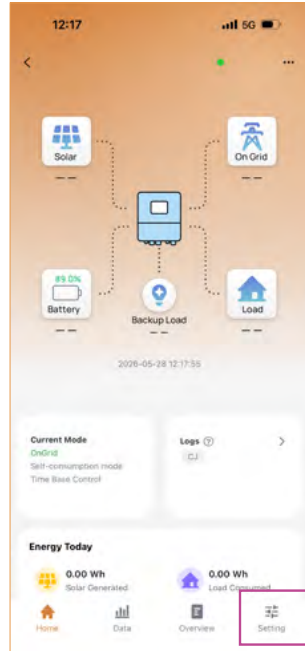 12:17
5G
Solar
On Grid
--
--
89.0%
Battery
Backup Load
Load
--
--
--
2026-05-28 12:17:55
Current Mode
OnGrid
Self-consumption mode
Time Base Control
Logs ?
CJ
Energy Today
0.00 Wh
Solar Generated
0.00 Wh
Load Consumed
Home
Data
Overview
Setting